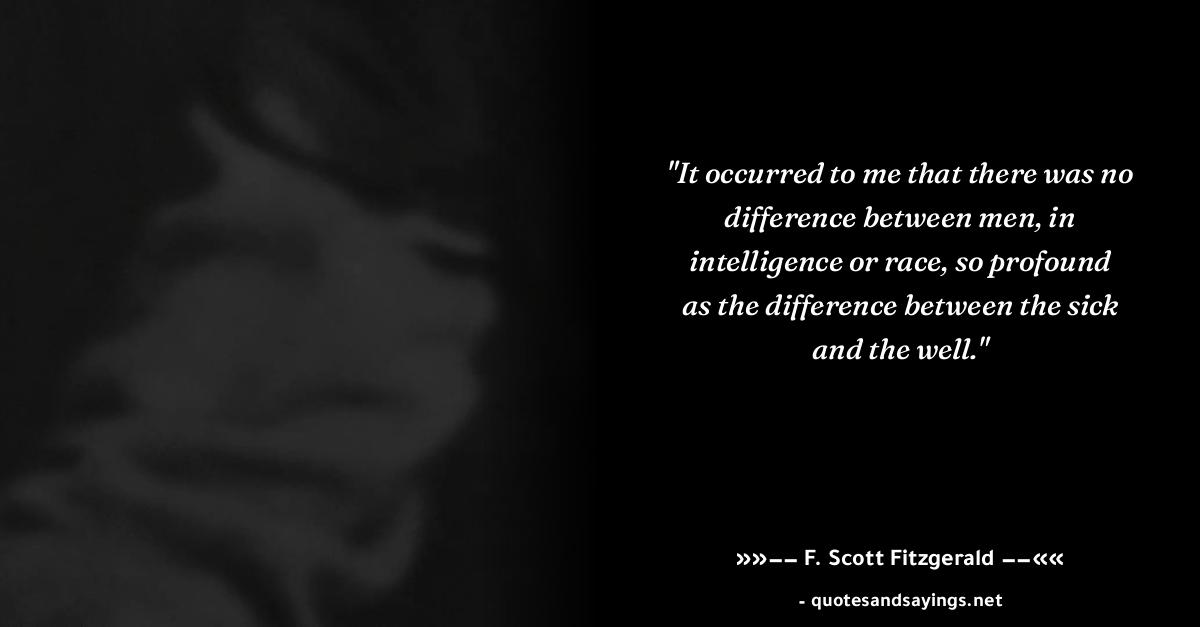 "It occurred to me that there was no
difference between men, in
intelligence or race, so profound
as the difference between the sick
and the well."
»»−− F. Scott Fitzgerald −−««
- quotesandsayings.net